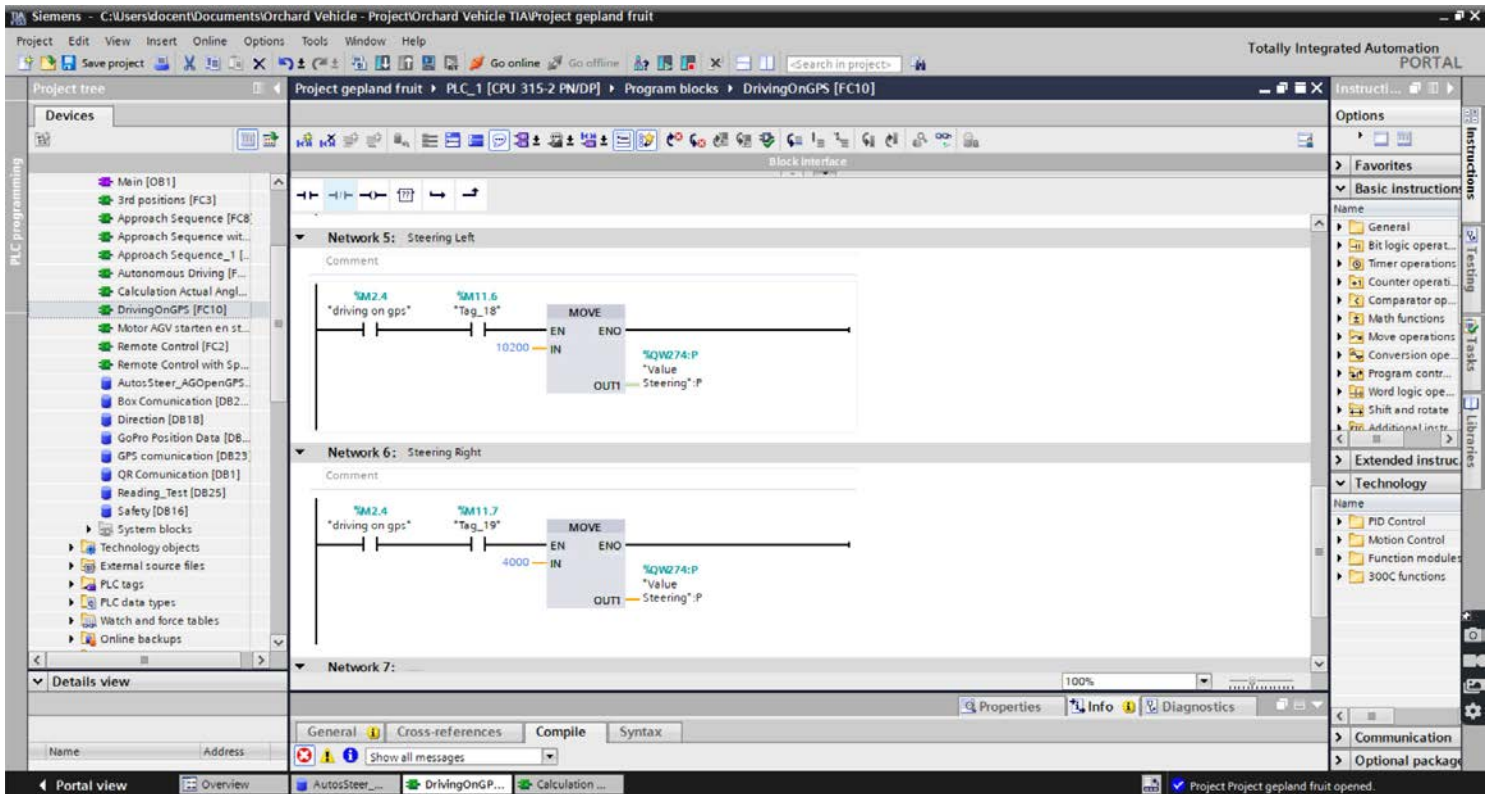 Siemens - C:\Users\docent\Documents\Orchard Vehicle - Project\Orchard Vehicle TIA\Project gepland fruit
Project Edit View Insert Online Options Tools Window Help
Totally Integrated Automation
PORTAL
Save project Go online Go offline <Search in project>
Project tree
Project gepland fruit PLC_1 [CPU 315-2 PN/DP] Program blocks DrivingOnGPS [FC10]
Instructi...
Devices
Options
PLC programming
Block interface
Main [OB1]
3rd positions [FC3]
Approach Sequence [FC8]
Approach Sequence wit...
Approach Sequence_1 [...
Autonomous Driving [F...
Calculation Actual Angl...
DrivingOnGPS [FC10]
Motor AGV starten en st...
Remote Control [FC2]
Remote Control with Sp...
AutosSteer_AGOpenGPS...
Box Comunication [DB2...
Direction [DB18]
GoPro Position Data [DB...
GPS comunication [DB23]
QR Comunication [DB1]
Reading_Test [DB25]
Safety [DB16]
System blocks
Technology objects
External source files
PLC tags
PLC data types
Watch and force tables
Online backups
Details view
Name Address
Network 5: Steering Left
Comment
%M2.4 %M11.6
"driving on gps" "Tag_18" MOVE
EN ENO
10200 IN
%QW274:P
"Value
OUT1 Steering":P
Network 6: Steering Right
Comment
%M2.4 %M11.7
"driving on gps" "Tag_19" MOVE
EN ENO
4000 IN
%QW274:P
"Value
OUT1 Steering":P
Network 7:
100%
Properties Info Diagnostics
General Cross-references Compile Syntax
Show all messages
Favorites
Basic instructions
Name
General
Bit logic operat...
Timer operations
Counter operati...
Comparator op...
Math functions
Move operations
Conversion ope...
Program contr...
Word logic ope...
Shift and rotate
Additional instr...
Extended instruc...
Technology
Name
PID Control
Motion Control
Function modules
300C functions
Communication
Optional package
Instructions
Testing
Tasks
Libraries
Portal view Overview AutosSteer_... DrivingOnGP... Calculation ... Project Project gepland fruit opened.